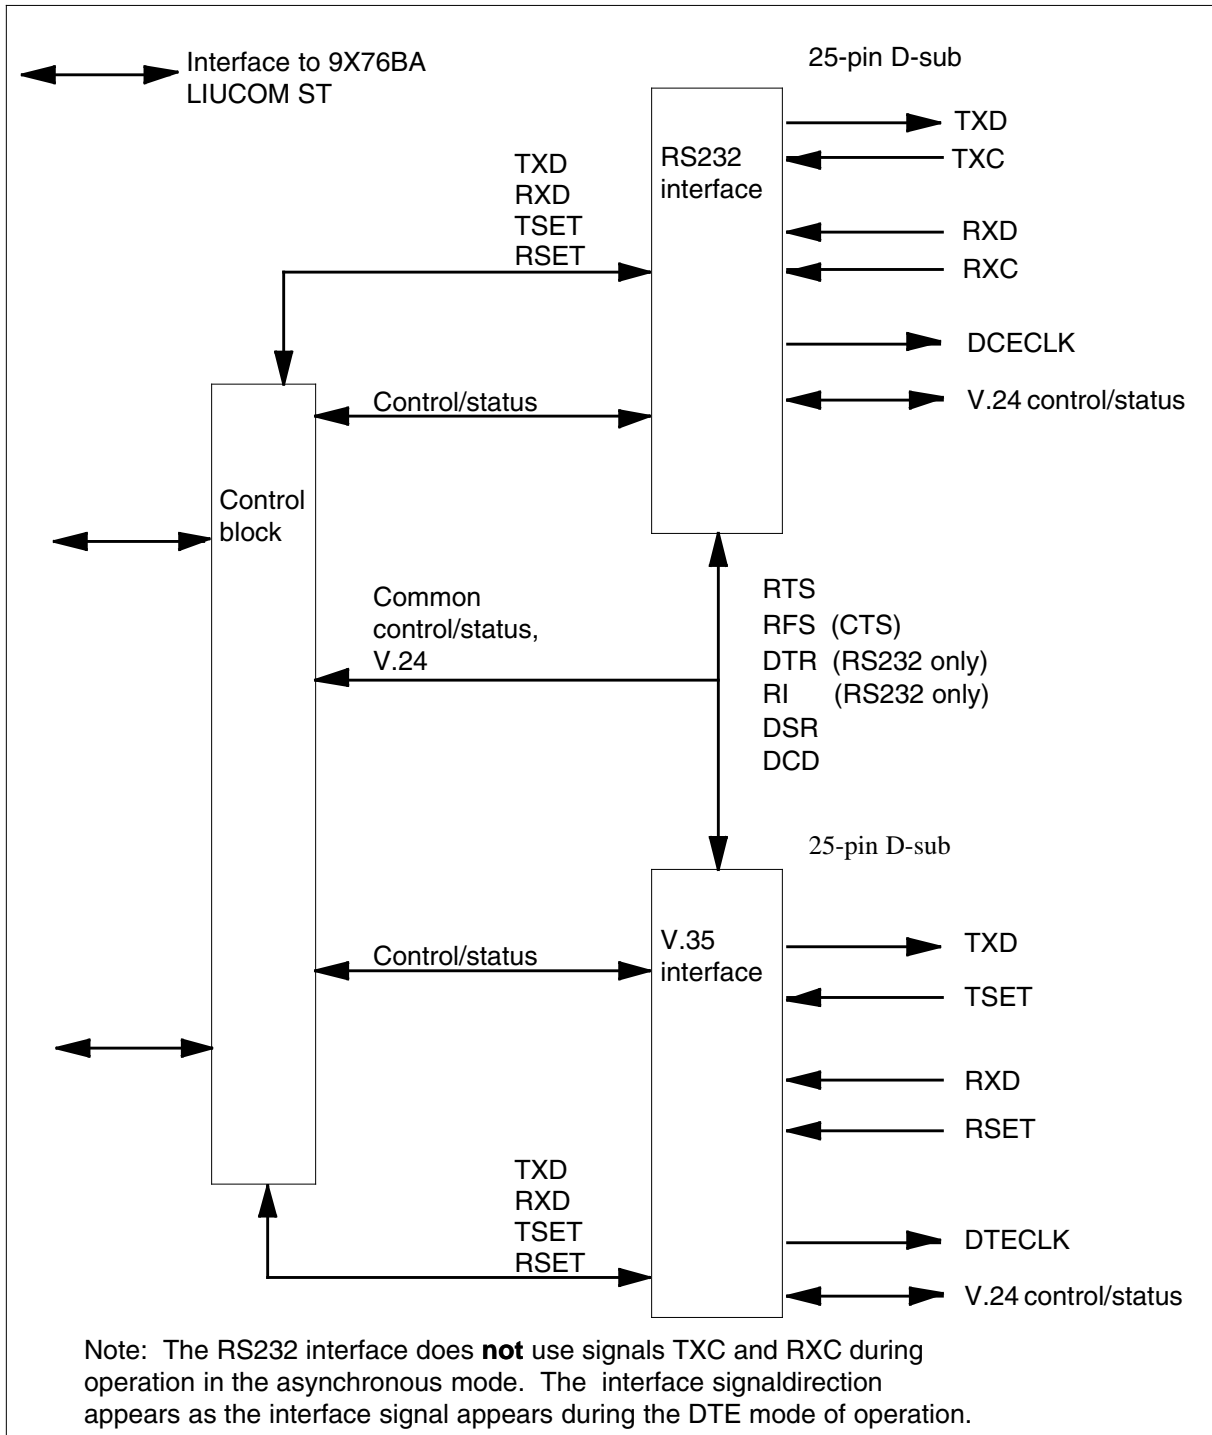 Interface to 9X76BA
LIUCOM ST
25-pin D-sub
TXD
RXD
TSET
RSET
RS232
interface
TXD
TXC
RXD
RXC
DCECLK
V.24 control/status
Control/status
Control
block
Common
control/status,
V.24
RTS
RFS (CTS)
DTR (RS232 only)
RI (RS232 only)
DSR
DCD
25-pin D-sub
Control/status
V.35
interface
TXD
TSET
RXD
RSET
DTECLK
V.24 control/status
TXD
RXD
TSET
RSET
Note: The RS232 interface does not use signals TXC and RXC during
operation in the asynchronous mode. The interface signaldirection
appears as the interface signal appears during the DTE mode of operation.